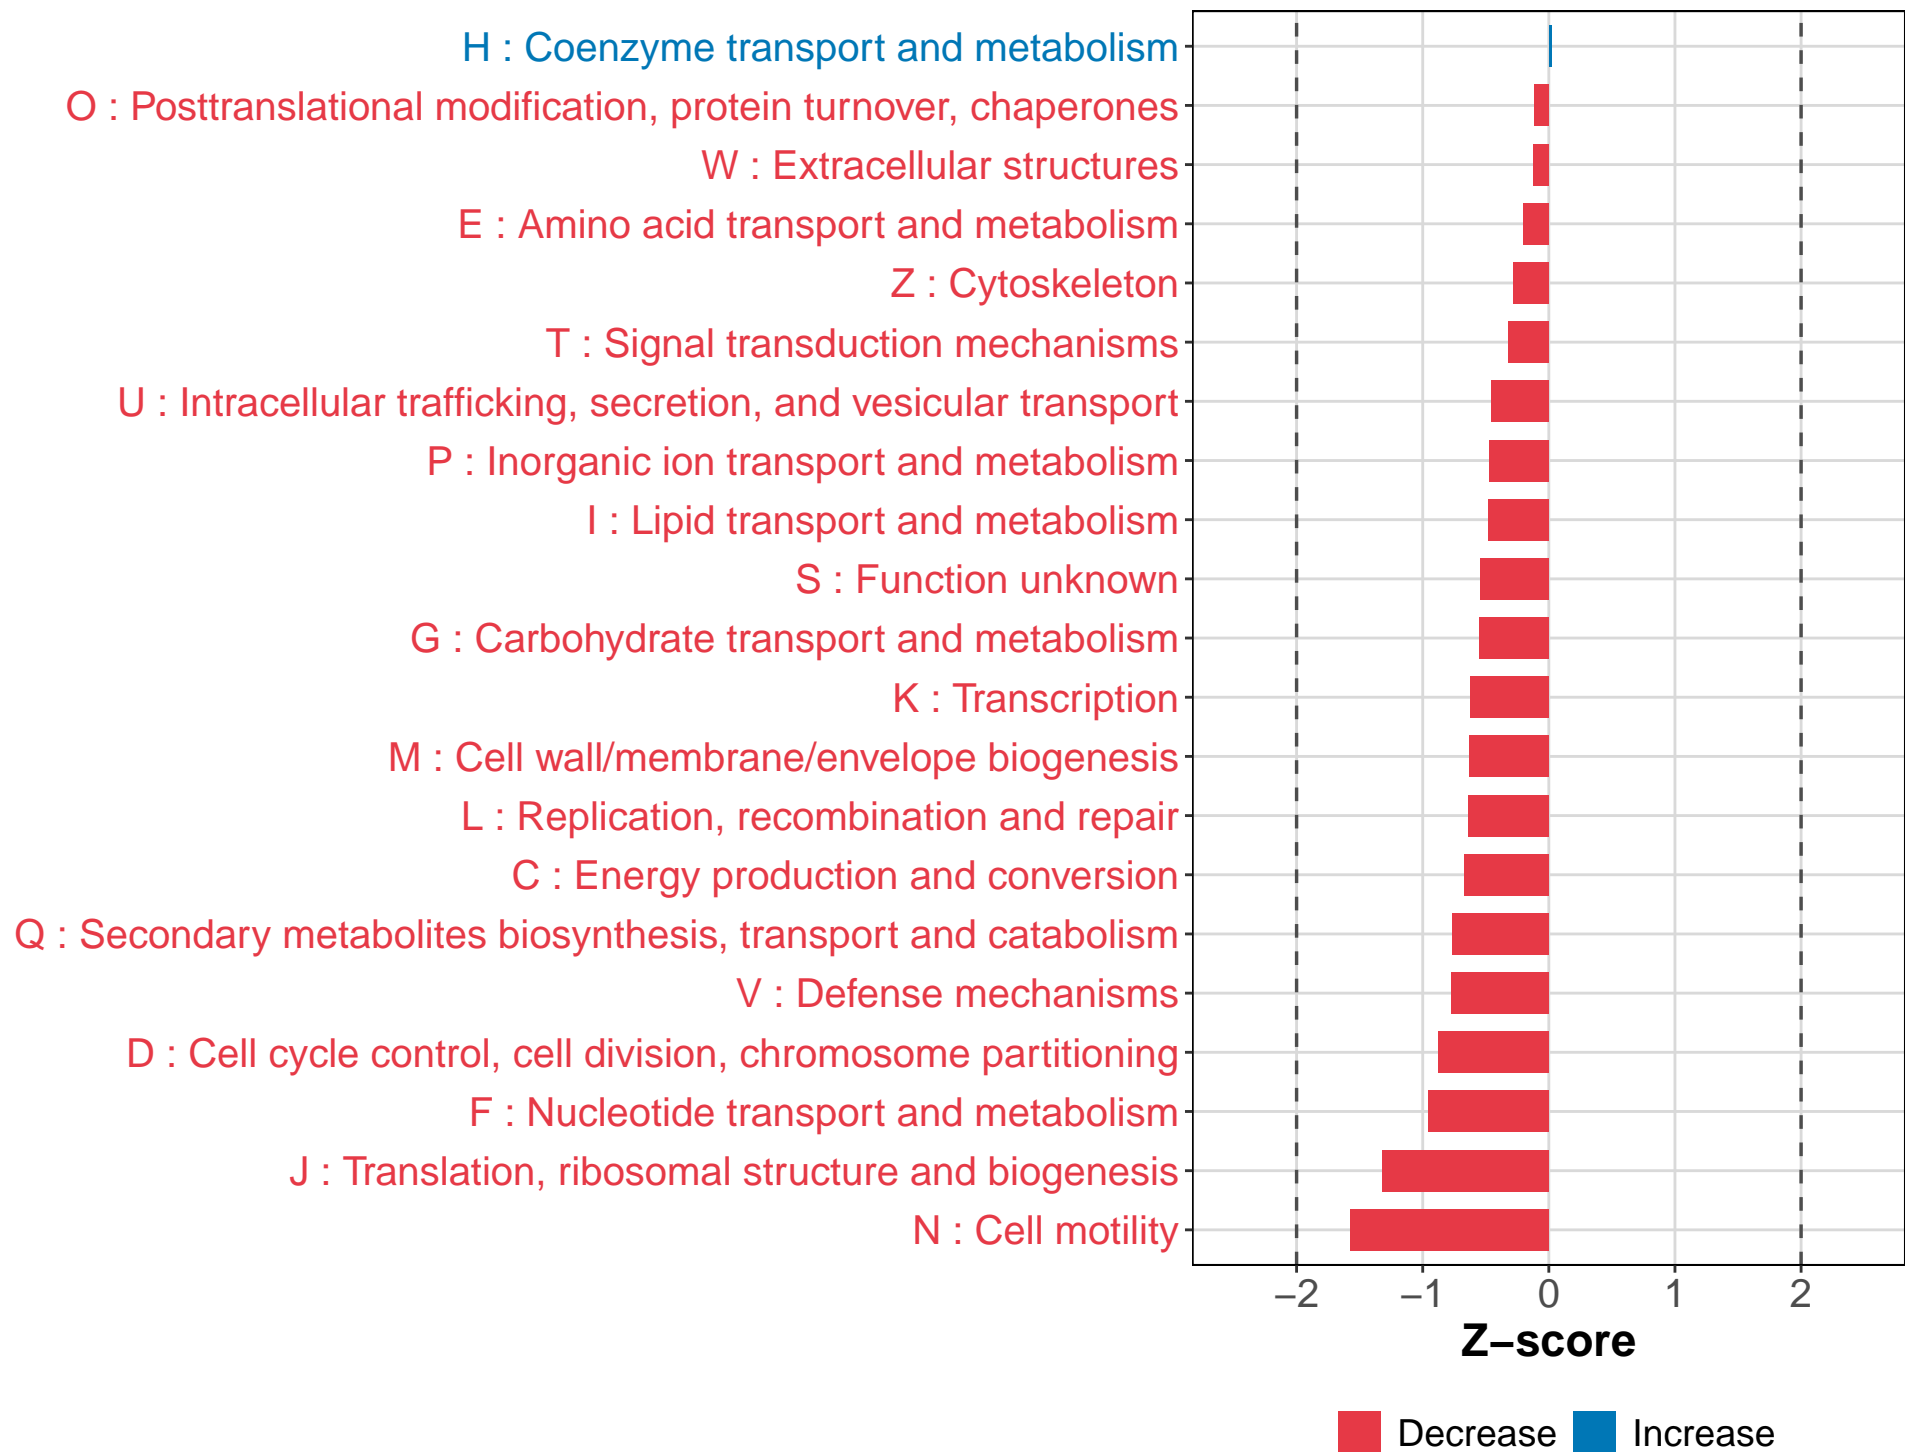 H : Coenzyme transport and metabolism
O : Posttranslational modification, protein turnover, chaperones
W : Extracellular structures
E : Amino acid transport and metabolism
Z : Cytoskeleton
T : Signal transduction mechanisms
U : Intracellular trafficking, secretion, and vesicular transport
P : Inorganic ion transport and metabolism
I : Lipid transport and metabolism
S : Function unknown
G : Carbohydrate transport and metabolism
K : Transcription
M : Cell wall/membrane/envelope biogenesis
L : Replication, recombination and repair
C : Energy production and conversion
Q : Secondary metabolites biosynthesis, transport and catabolism
V : Defense mechanisms
D : Cell cycle control, cell division, chromosome partitioning
F : Nucleotide transport and metabolism
J : Translation, ribosomal structure and biogenesis
N : Cell motility
−2 −1 0 1 2
Z−score
Decrease Increase